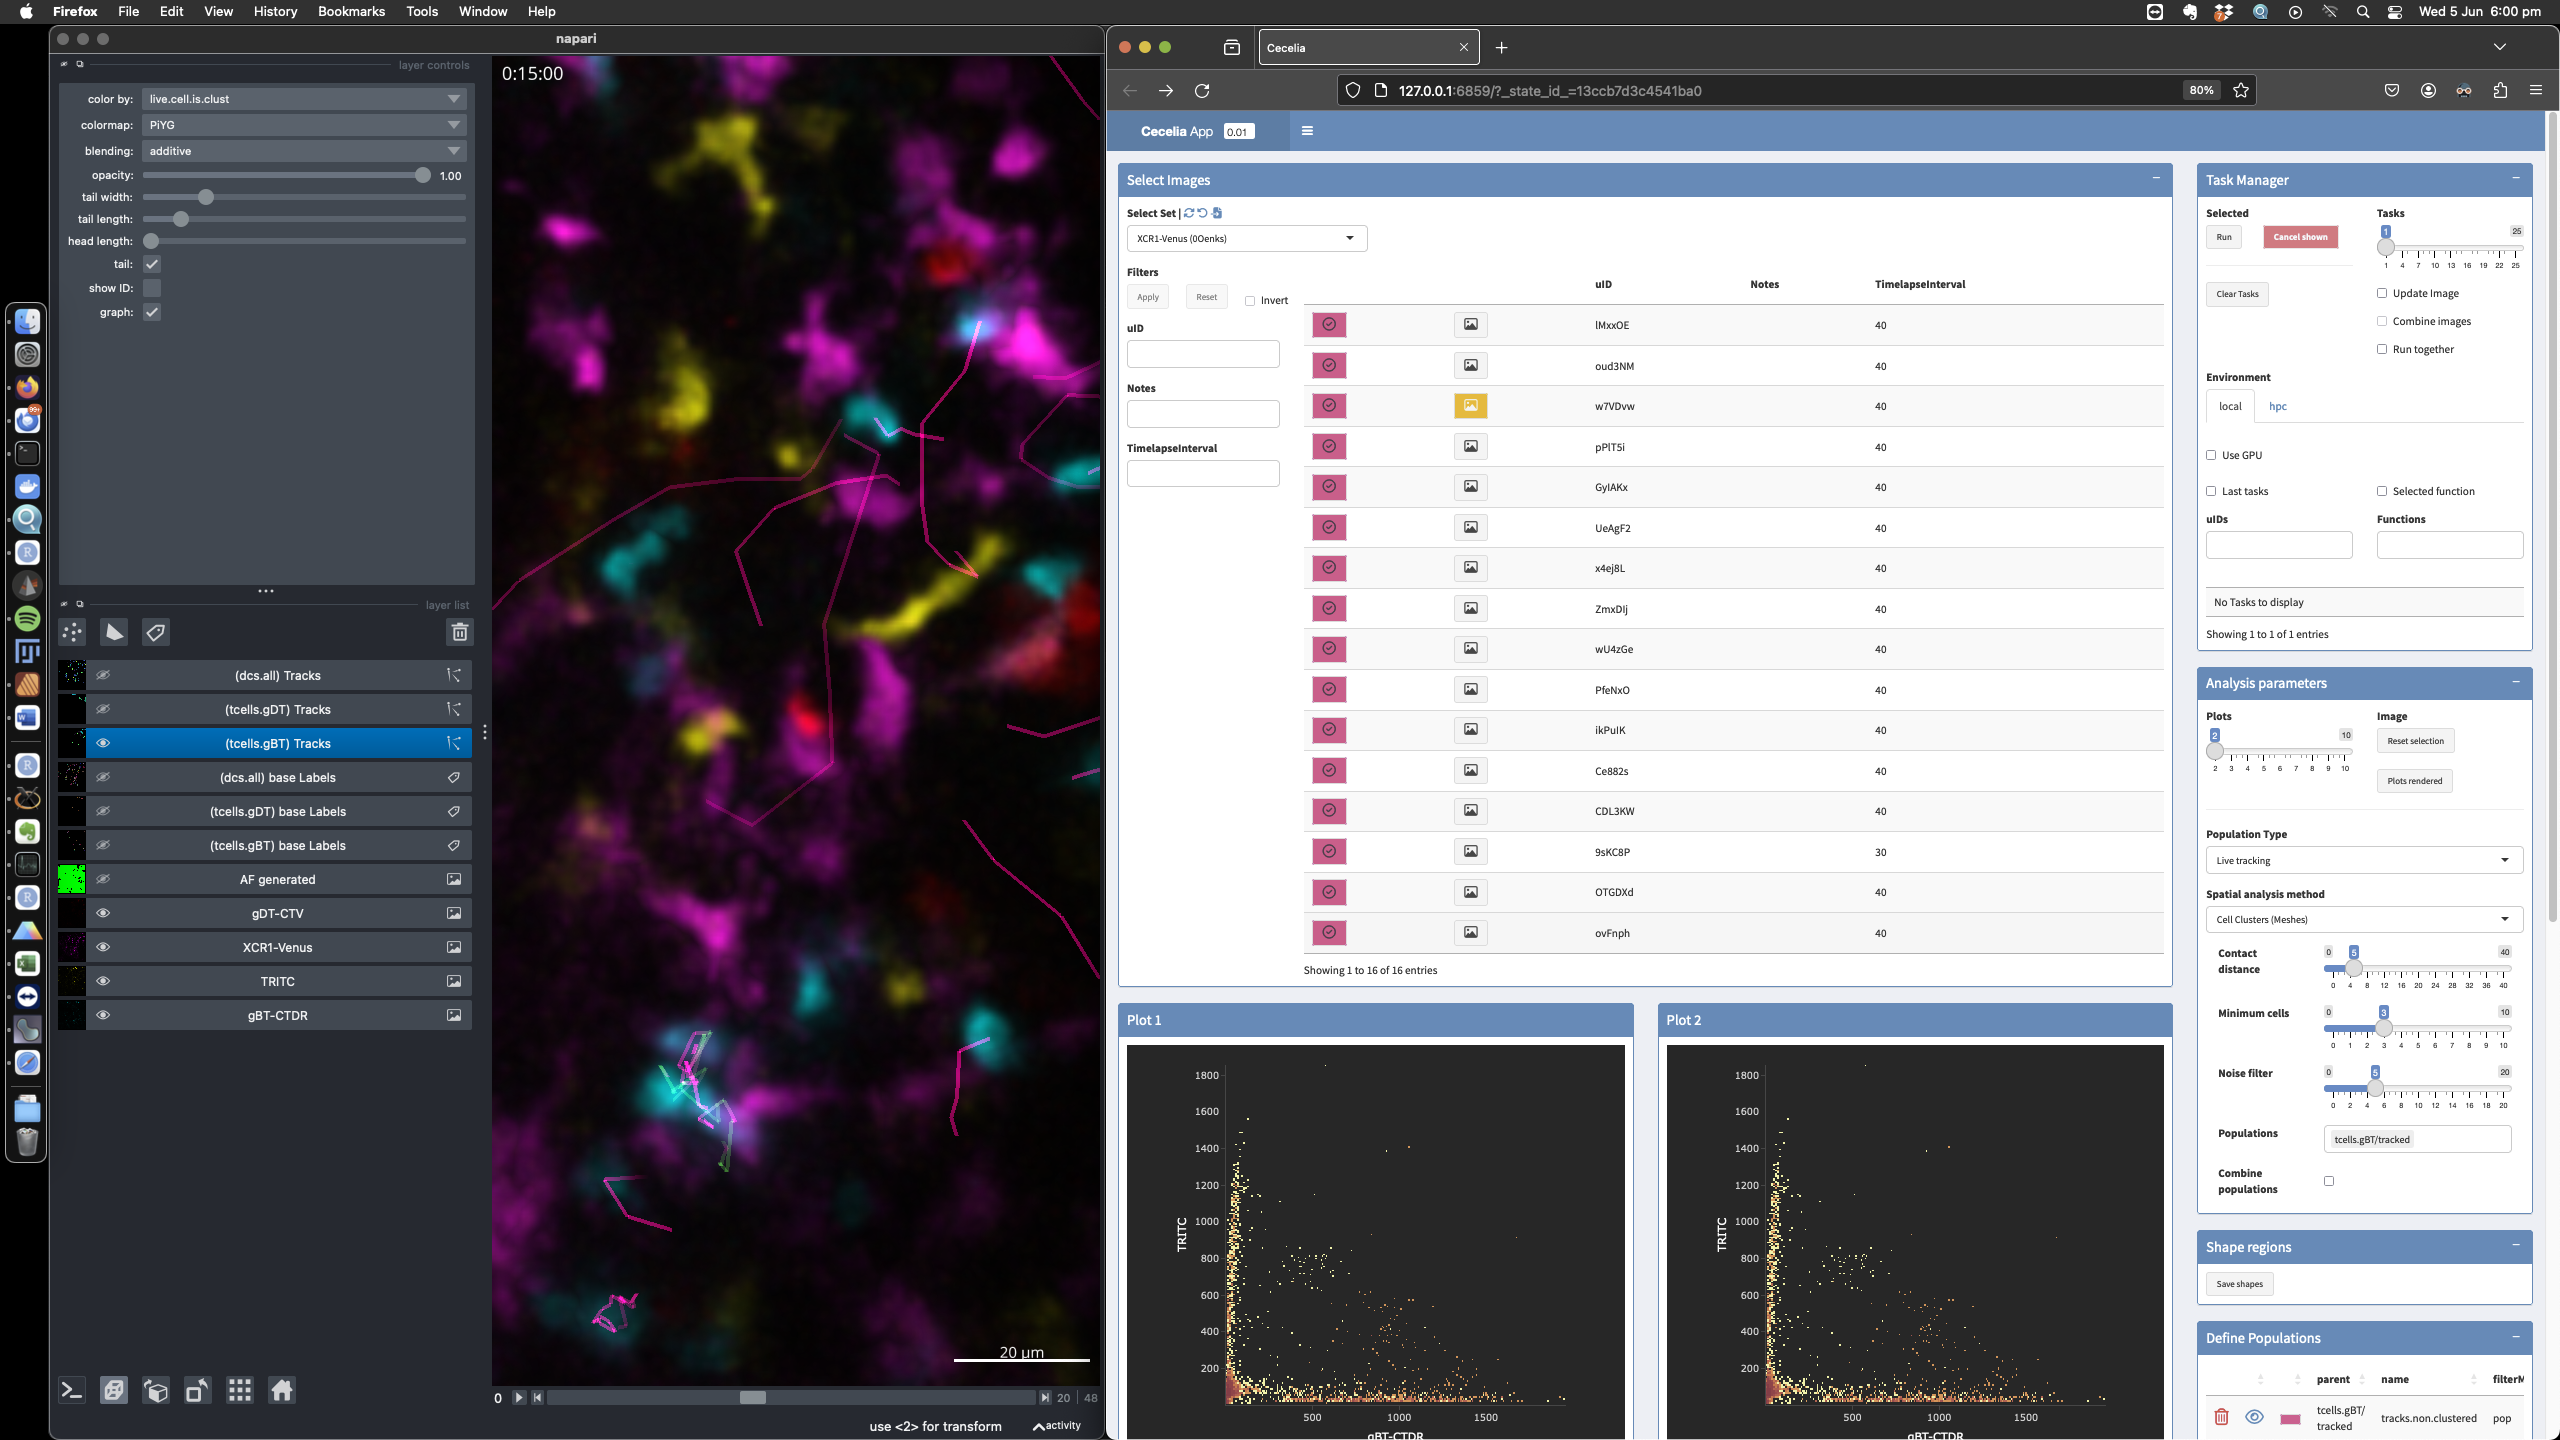 Firefox File Edit View History Bookmarks Tools Window Help
Wed 5 Jun 6:00 pm
napari
layer controls
color by: live.cell.is.clust
colormap: PiYG
blending: additive
opacity: 1.00
tail width:
tail length:
head length:
tail:
show ID:
graph:
layer list
(dcs.all) Tracks
(tcells.gDT) Tracks
(tcells.gBT) Tracks
(dcs.all) base Labels
(tcells.gDT) base Labels
(tcells.gBT) base Labels
AF generated
gDT-CTV
XCR1-Venus
TRITC
gBT-CTDR
0:15:00
20 µm
0 20 48
use <2> for transform activity
99+
Cecelia
127.0.0.1:6859/?_state_id_=13ccb7d3c4541ba0 80%
Cecelia App 0.01
Select Images
Select Set |
XCR1-Venus (0Oenks)
Filters
Apply Reset Invert
uID
Notes
TimelapseInterval
uID Notes TimelapseInterval
lMxxOE 40
oud3NM 40
w7VDvw 40
pPlT5i 40
GyIAKx 40
UeAgF2 40
x4ej8L 40
ZmxDIj 40
wU4zGe 40
PfeNxO 40
ikPuIK 40
Ce882s 40
CDL3KW 40
9sKC8P 30
OTGDXd 40
ovFnph 40
Showing 1 to 16 of 16 entries
Plot 1
1800
1600
1400
1200
1000
800
600
400
200
TRITC
500 1000 1500
gBT-CTDR
Plot 2
1800
1600
1400
1200
1000
800
600
400
200
TRITC
500 1000 1500
gBT-CTDR
Task Manager
Selected Tasks
Run Cancel shown
1 25
1 4 7 10 13 16 19 22 25
Clear Tasks
Update Image
Combine images
Run together
Environment
local hpc
Use GPU
Last tasks Selected function
uIDs Functions
No Tasks to display
Showing 1 to 1 of 1 entries
Analysis parameters
Plots Image
2 10
2 3 4 5 6 7 8 9 10
Reset selection
Plots rendered
Population Type
Live tracking
Spatial analysis method
Cell Clusters (Meshes)
Contact distance
0 5 40
0 4 8 12 16 20 24 28 32 36 40
Minimum cells
0 3 10
0 1 2 3 4 5 6 7 8 9 10
Noise filter
0 5 20
0 2 4 6 8 10 12 14 16 18 20
Populations tcells.gBT/tracked
Combine populations
Shape regions
Save shapes
Define Populations
parent name filterM
tcells.gBT/tracked tracks.non.clustered pop